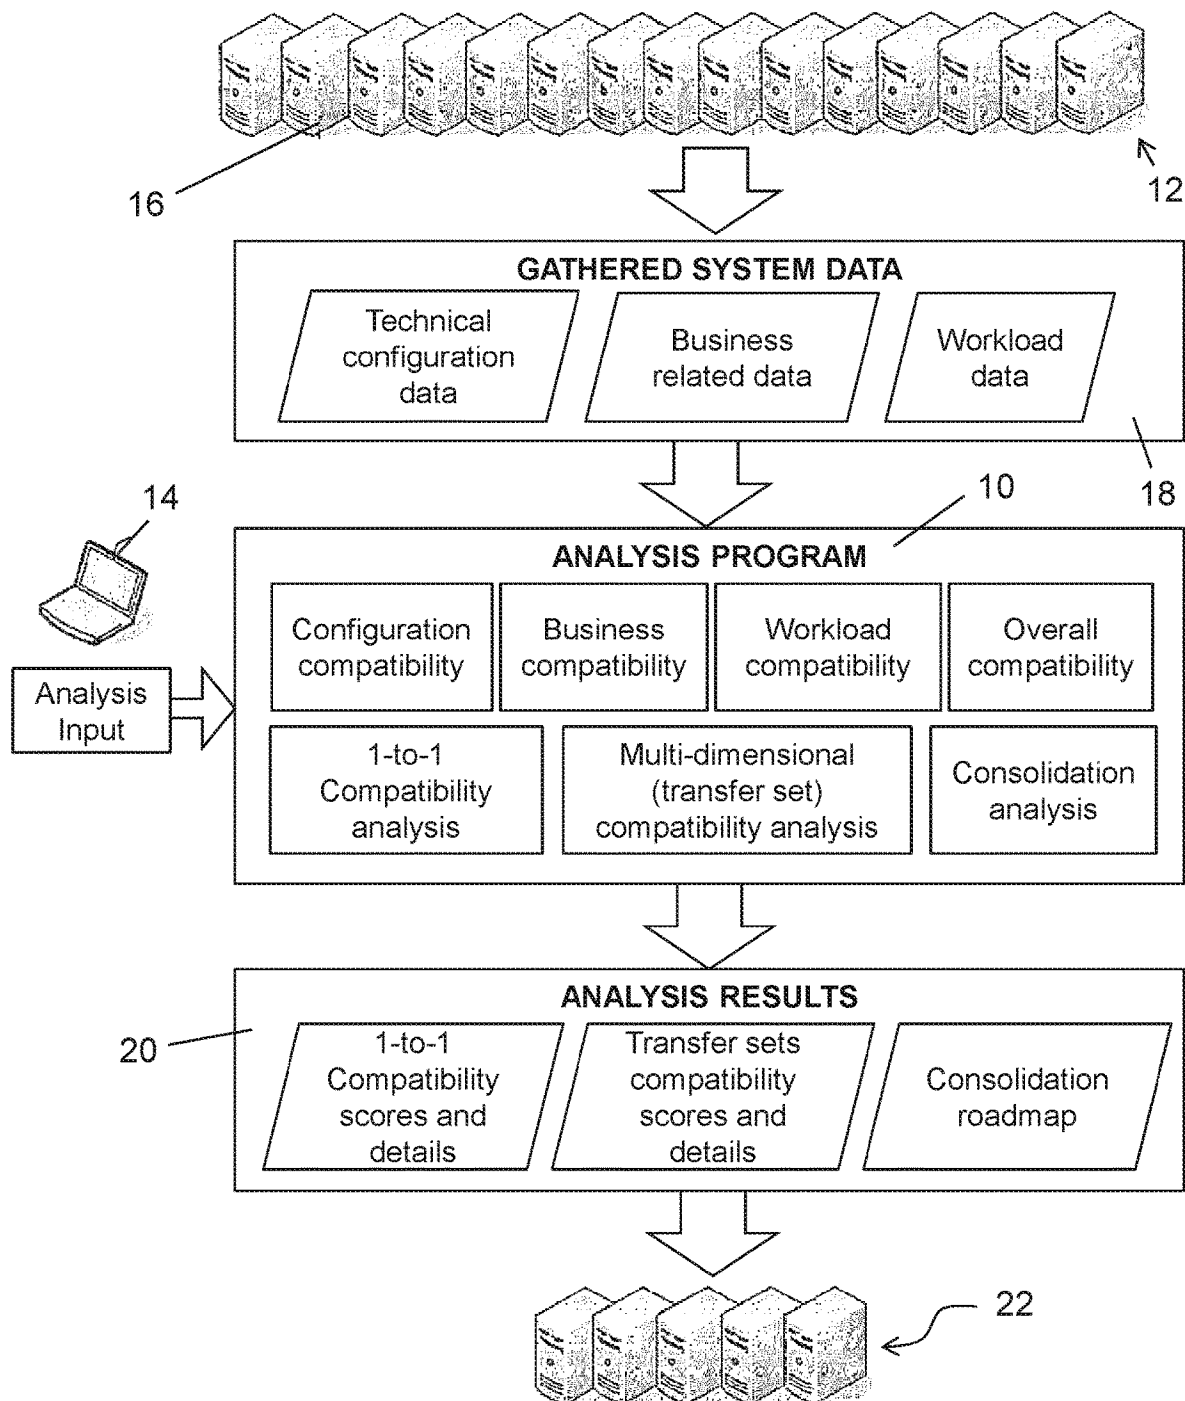 16
12
GATHERED SYSTEM DATA
Technical
configuration
data
Business
related data
Workload
data
18
14
10
ANALYSIS PROGRAM
Configuration
compatibility
Business
compatibility
Workload
compatibility
Overall
compatibility
Analysis
Input
1-to-1
Compatibility
analysis
Multi-dimensional
(transfer set)
compatibility analysis
Consolidation
analysis
ANALYSIS RESULTS
20
1-to-1
Compatibility
scores and
details
Transfer sets
compatibility
scores and
details
Consolidation
roadmap
22